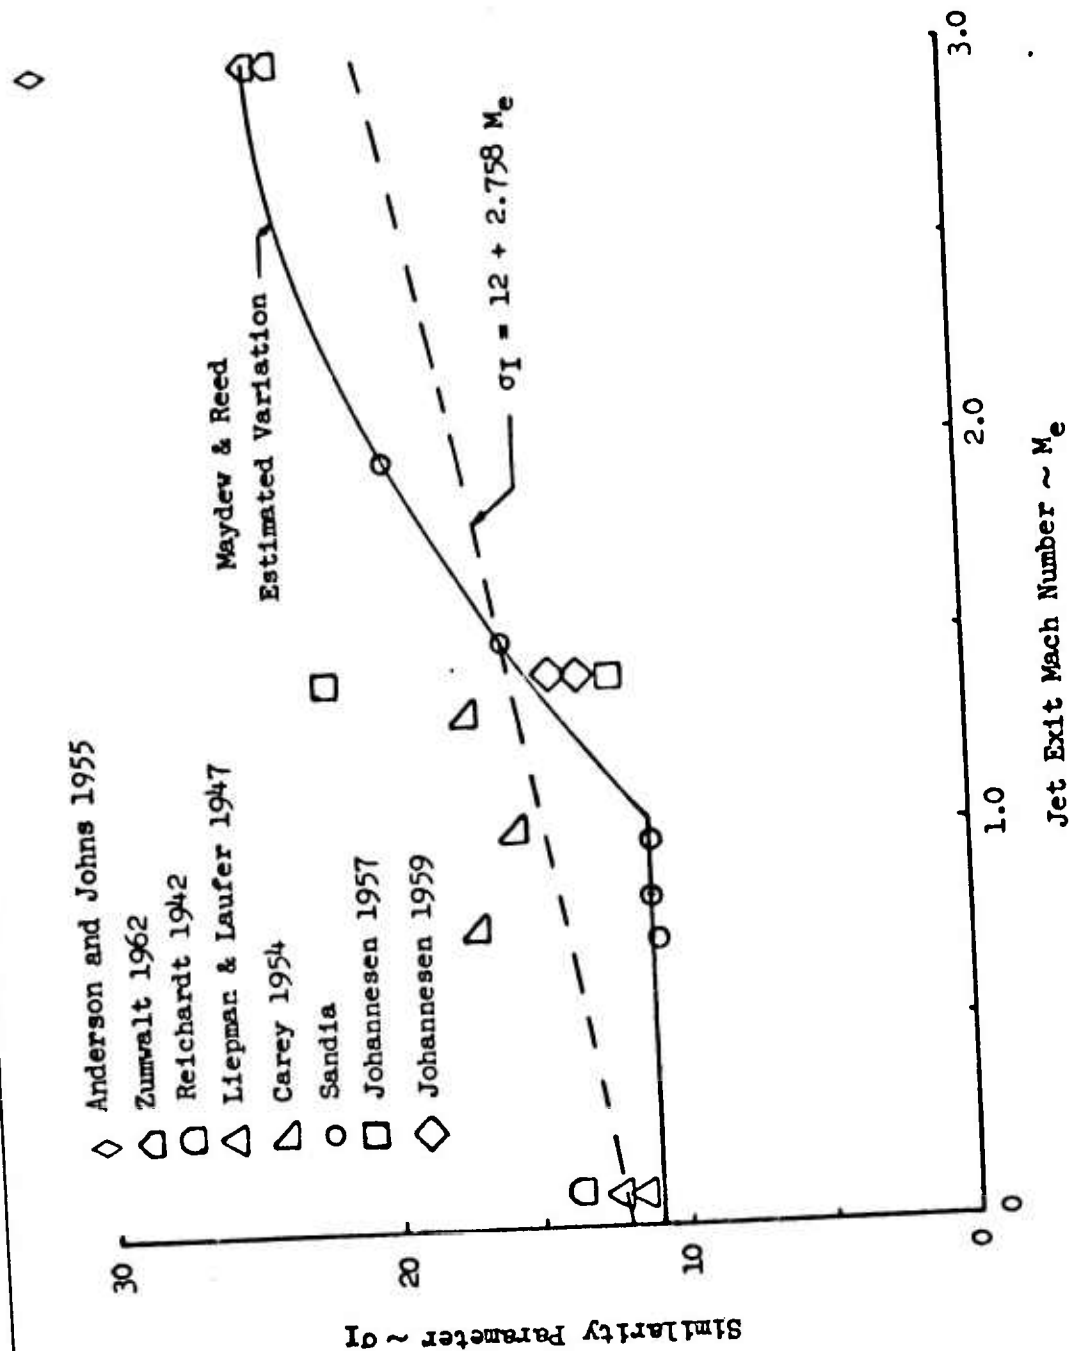 Anderson and Johns 1955
Zumwalt 1962
Reichardt 1942
Liepman & Laufer 1947
Carey 1954
Sandia
Johannesen 1957
Johannesen 1959
Maydew & Reed
Estimated Variation
σI = 12 + 2.758 Me
30
20
10
0
Similarity Parameter ~ σI
0
1.0
2.0
3.0
Jet Exit Mach Number ~ Me